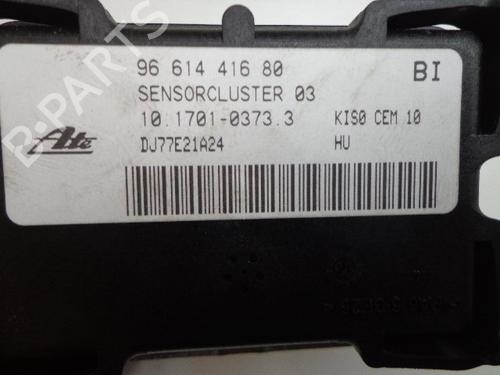 96 614 416 80 BI
SENSORCLUSTER 03
10.1701-0373.3 KIS0 CEM 10
Ate DJ77E21A24 HU
B-PARTS